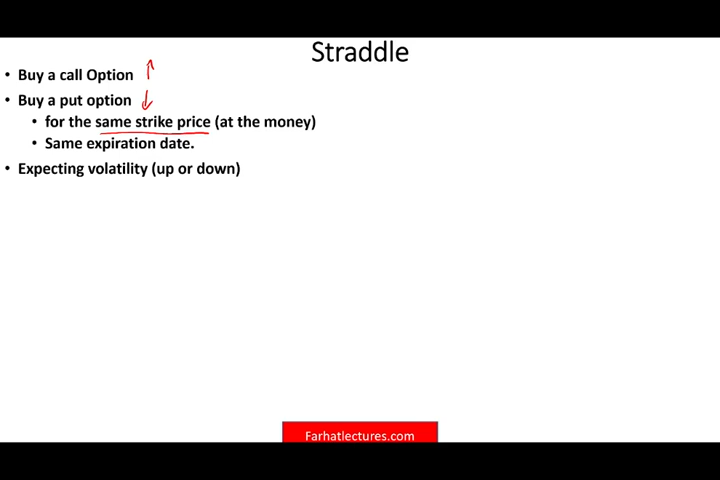 Straddle
• Buy a call Option
• Buy a put option
• for the same strike price (at the money)
• Same expiration date.
• Expecting volatility (up or down)
Farhatlectures.com